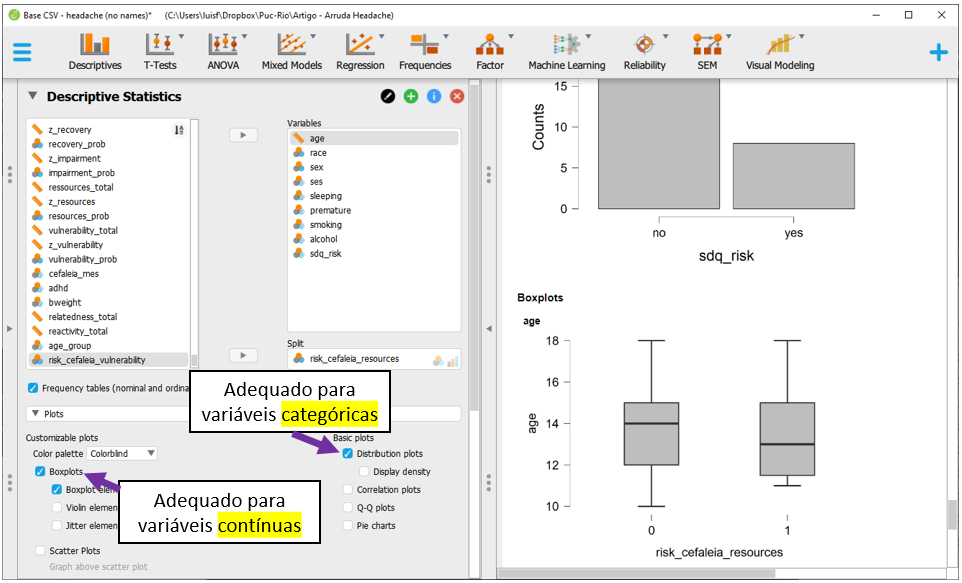 Base CSV - headache (no names)* (C:\Users\luisf\Dropbox\Puc-Rio\Artigo - Arruda Headache)
Descriptives
T-Tests
ANOVA
Mixed Models
Regression
Frequencies
Factor
Machine Learning
Reliability
SEM
Visual Modeling
Descriptive Statistics
z_recovery
recovery_prob
z_impairment
impairment_prob
ressources_total
z_resources
resources_prob
vulnerability_total
z_vulnerability
vulnerability_prob
cefaleia_mes
adhd
bweight
relatedness_total
reactivity_total
age_group
risk_cefaleia_vulnerability
Variables
age
race
sex
ses
sleeping
premature
smoking
alcohol
sdq_risk
Split
risk_cefaleia_resources
Frequency tables (nominal and ordina
Plots
Adequado para
variáveis categóricas
Customizable plots
Color palette Colorblind
Boxplots
Boxplot elem
Violin elemen
Jitter elemen
Scatter Plots
Graph above scatter plot
Adequado para
variáveis contínuas
Basic plots
Distribution plots
Display density
Correlation plots
Q-Q plots
Pie charts
Counts
15
10
5
0
no
yes
sdq_risk
Boxplots
age
age
18
16
14
12
10
0
1
risk_cefaleia_resources